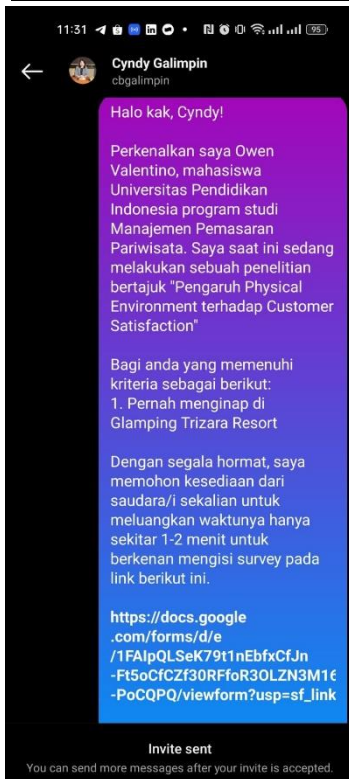 11:31
95
Cyndy Galimpin
cbgalimpin
Halo kak, Cyndy!
Perkenalkan saya Owen
Valentino, mahasiswa
Universitas Pendidikan
Indonesia program studi
Manajemen Pemasaran
Pariwisata. Saya saat ini sedang
melakukan sebuah penelitian
bertajuk "Pengaruh Physical
Environment terhadap Customer
Satisfaction"
Bagi anda yang memenuhi
kriteria sebagai berikut:
1. Pernah menginap di
Glamping Trizara Resort
Dengan segala hormat, saya
memohon kesediaan dari
saudara/i sekalian untuk
meluangkan waktunya hanya
sekitar 1-2 menit untuk
berkenan mengisi survey pada
link berikut ini.
https://docs.google
.com/forms/d/e
/1FAIpQLSeK79t1nEbfxCfJn
-Ft5oCfCZf30RFfoR3OLZN3M16
-PoCQPQ/viewform?usp=sf_link
Invite sent
You can send more messages after your invite is accepted.